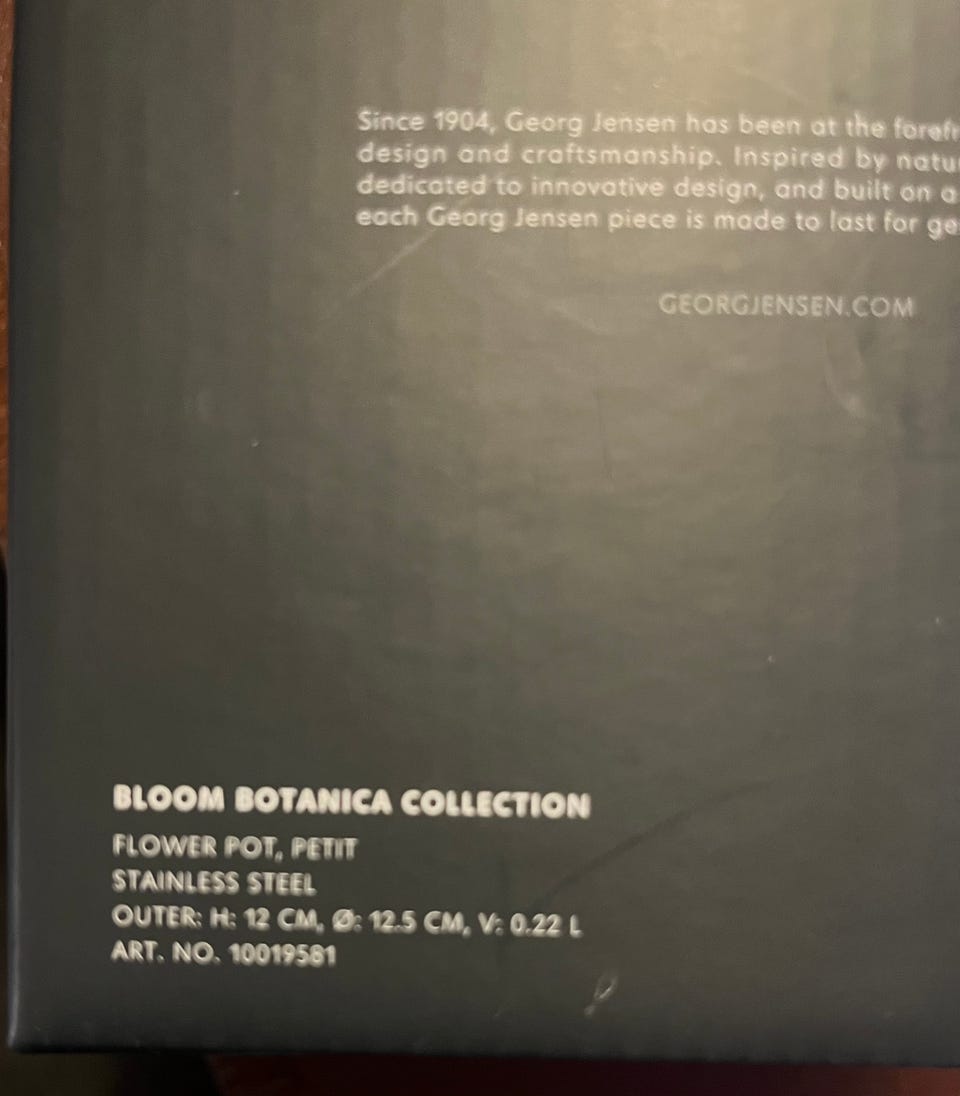 Since 1904, Georg Jensen has been at the
design and craftsmanship. Inspired by
dedicated to innovative design, and built on a
each Georg Jensen piece is made to last for
GEORGJENSEN.COM
BLOOM BOTANICA COLLECTION
FLOWER POT, PETIT
STAINLESS STEEL
OUTER: H: 12 CM, Ø: 12.5 CM, V: 0.22 L
ART. NO. 10019581